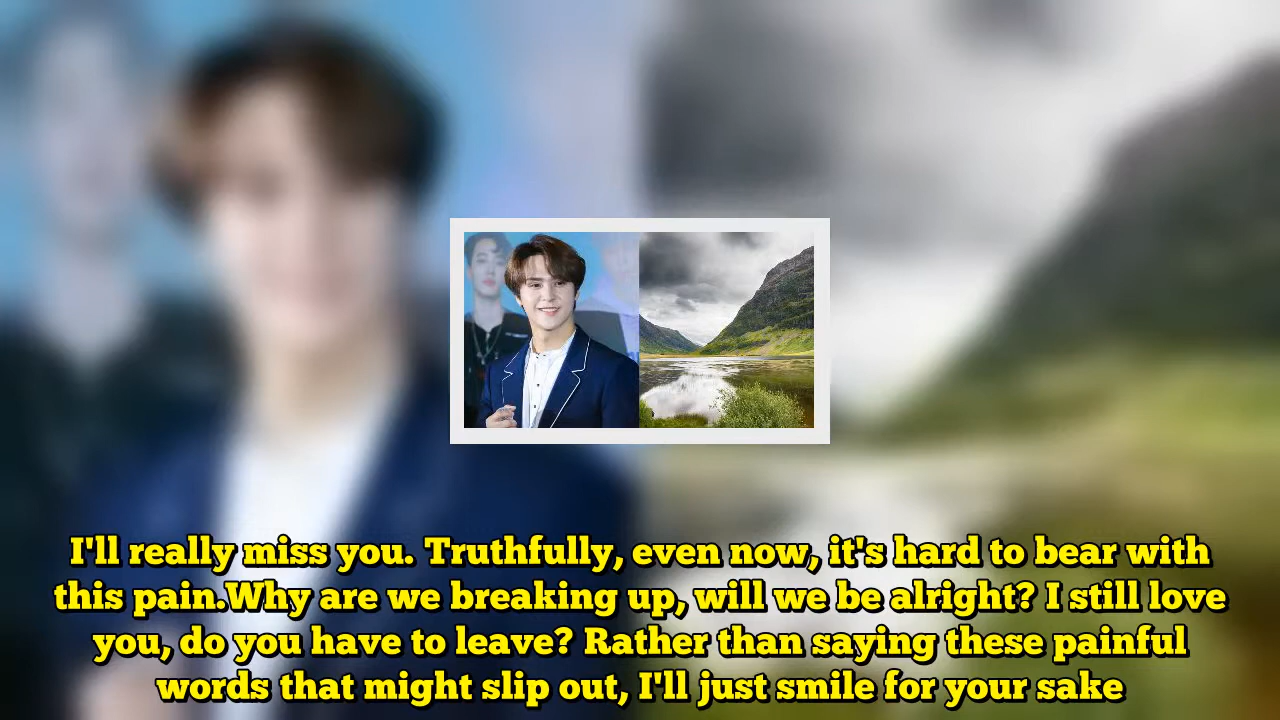 I'll really miss you. Truthfully, even now, it's hard to bear with
this pain.Why are we breaking up, will we be alright? I still love
you, do you have to leave? Rather than saying these painful
words that might slip out, I'll just smile for your sake